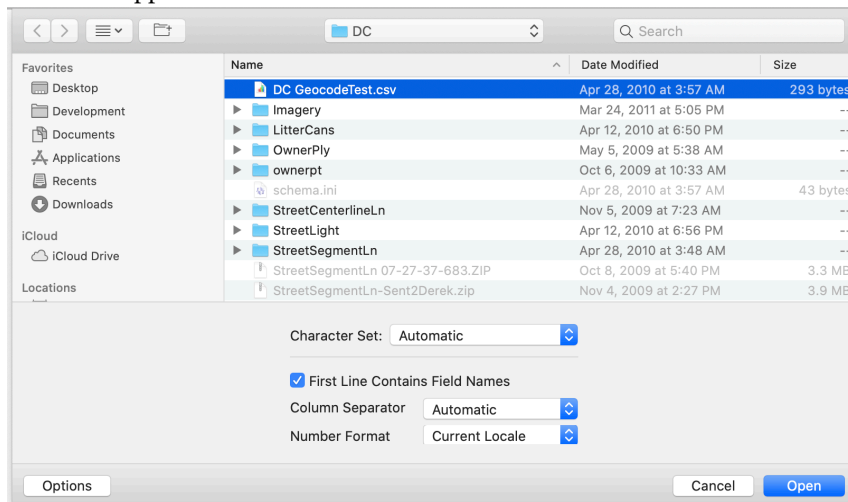 DC
Search
Favorites
Desktop
Development
Documents
Applications
Recents
Downloads
iCloud
iCloud Drive
Locations
Name Date Modified Size
DC GeocodeTest.csv Apr 28, 2010 at 3:57 AM 293 bytes
Imagery Mar 24, 2011 at 5:05 PM --
LitterCans Apr 12, 2010 at 6:50 PM --
OwnerPly May 5, 2009 at 5:38 AM --
ownerpt Oct 6, 2009 at 10:33 AM --
schema.ini Apr 28, 2010 at 3:57 AM 43 bytes
StreetCenterlineLn Nov 5, 2009 at 7:23 AM --
StreetLight Apr 12, 2010 at 6:56 PM --
StreetSegmentLn Apr 28, 2010 at 3:48 AM --
StreetSegmentLn 07-27-37-683.ZIP Oct 8, 2009 at 5:40 PM 3.3 MB
StreetSegmentLn-Sent2Derek.zip Nov 4, 2009 at 2:27 PM 3.9 MB
Character Set: Automatic
First Line Contains Field Names
Column Separator Automatic
Number Format Current Locale
Options Cancel Open